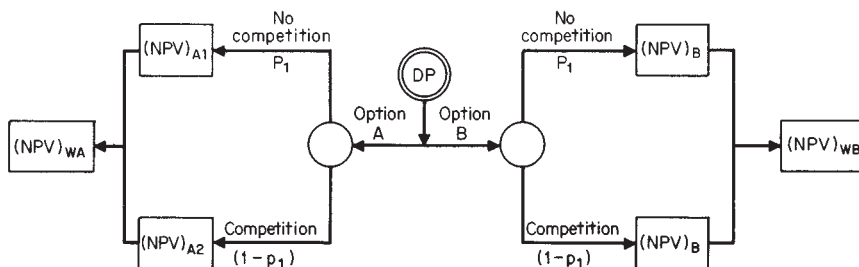 No
competition
P₁
(NPV)A1
DP
Option
A
Option
B
(NPV)WA
Competition
(1-p₁)
(NPV)A2
No
competition
P₁
(NPV)B
(NPV)WB
Competition
(1-p₁)
(NPV)B